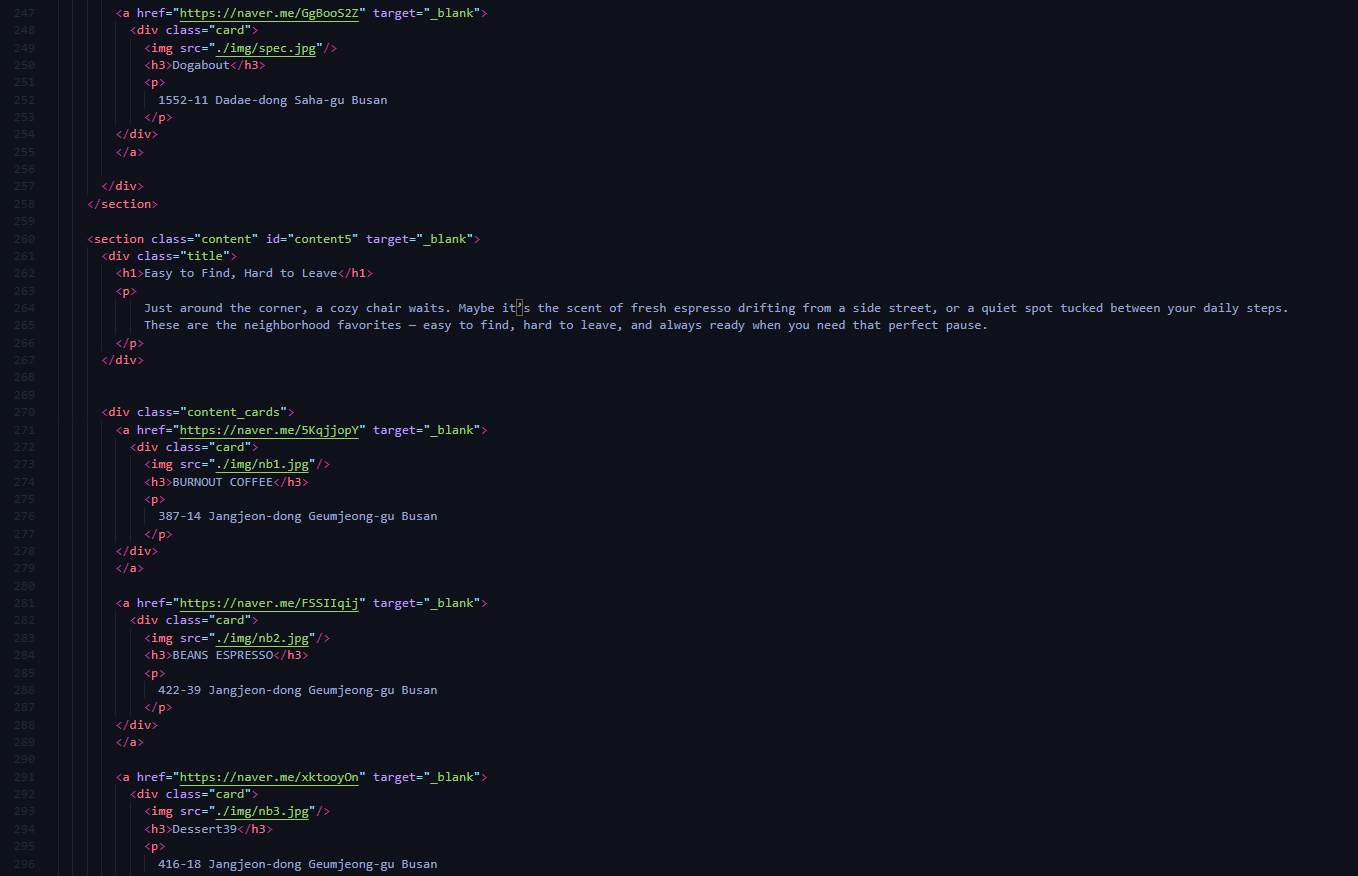 247 <a href="https://naver.me/GgBooS2Z" target="_blank">
248 <div class="card">
249 <img src="./img/spec.jpg"/>
250 <h3>Dogabout</h3>
251 <p>
252 1552-11 Dadae-dong Saha-gu Busan
253 </p>
254 </div>
255 </a>
256
257 </div>
258 </section>
259
260 <section class="content" id="content5" target="_blank">
261 <div class="title">
262 <h1>Easy to Find, Hard to Leave</h1>
263 <p>
264 Just around the corner, a cozy chair waits. Maybe it’s the scent of fresh espresso drifting from a side street, or a quiet spot tucked between your daily steps.
265 These are the neighborhood favorites — easy to find, hard to leave, and always ready when you need that perfect pause.
266 </p>
267 </div>
268
269
270 <div class="content_cards">
271 <a href="https://naver.me/5KqjjopY" target="_blank">
272 <div class="card">
273 <img src="./img/nb1.jpg"/>
274 <h3>BURNOUT COFFEE</h3>
275 <p>
276 387-14 Jangjeon-dong Geumjeong-gu Busan
277 </p>
278 </div>
279 </a>
280
281 <a href="https://naver.me/FSSIIqij" target="_blank">
282 <div class="card">
283 <img src="./img/nb2.jpg"/>
284 <h3>BEANS ESPRESSO</h3>
285 <p>
286 422-39 Jangjeon-dong Geumjeong-gu Busan
287 </p>
288 </div>
289 </a>
290
291 <a href="https://naver.me/xktooyOn" target="_blank">
292 <div class="card">
293 <img src="./img/nb3.jpg"/>
294 <h3>Dessert39</h3>
295 <p>
296 416-18 Jangjeon-dong Geumjeong-gu Busan